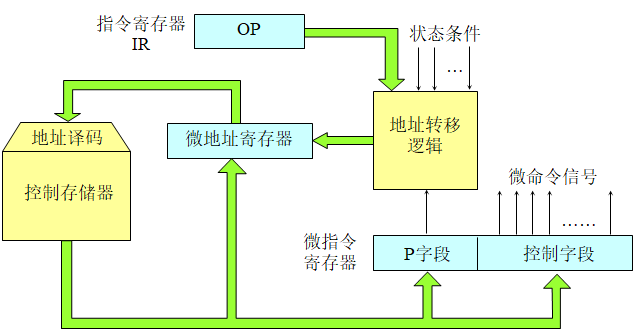 指令寄存器
IR
OP
状态条件
…
地址译码
控制存储器
微地址寄存器
地址转移
逻辑
微命令信号
……
微指令
寄存器
P字段
控制字段